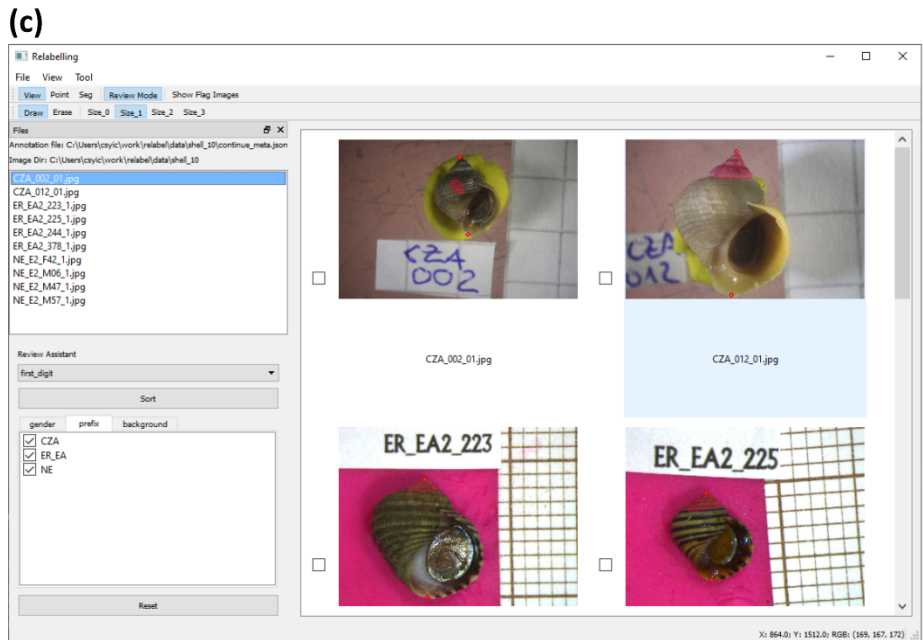 (c)
Relabelling
File View Tool
View Point Seg Review Mode Show Flag Images
Draw Erase Size_0 Size_1 Size_2 Size_3
Files
Annotation file: C:\Users\csyic\work\relabel\data\shell_10\continue_meta.json
Image Dir: C:\Users\csyic\work\relabel\data\shell_10
CZA_002_01.jpg
CZA_012_01.jpg
ER_EA2_223_1.jpg
ER_EA2_225_1.jpg
ER_EA2_244_1.jpg
ER_EA2_378_1.jpg
NE_E2_F42_1.jpg
NE_E2_M06_1.jpg
NE_E2_M47_1.jpg
NE_E2_M57_1.jpg
Review Assistant
first_digit
Sort
gender prefix background
CZA
ER_EA
NE
Reset
CZA
002
CZA
012
CZA_002_01.jpg
CZA_012_01.jpg
ER_EA2_223
ER_EA2_225
X: 864.0; Y: 1512.0; RGB: (169, 167, 172)